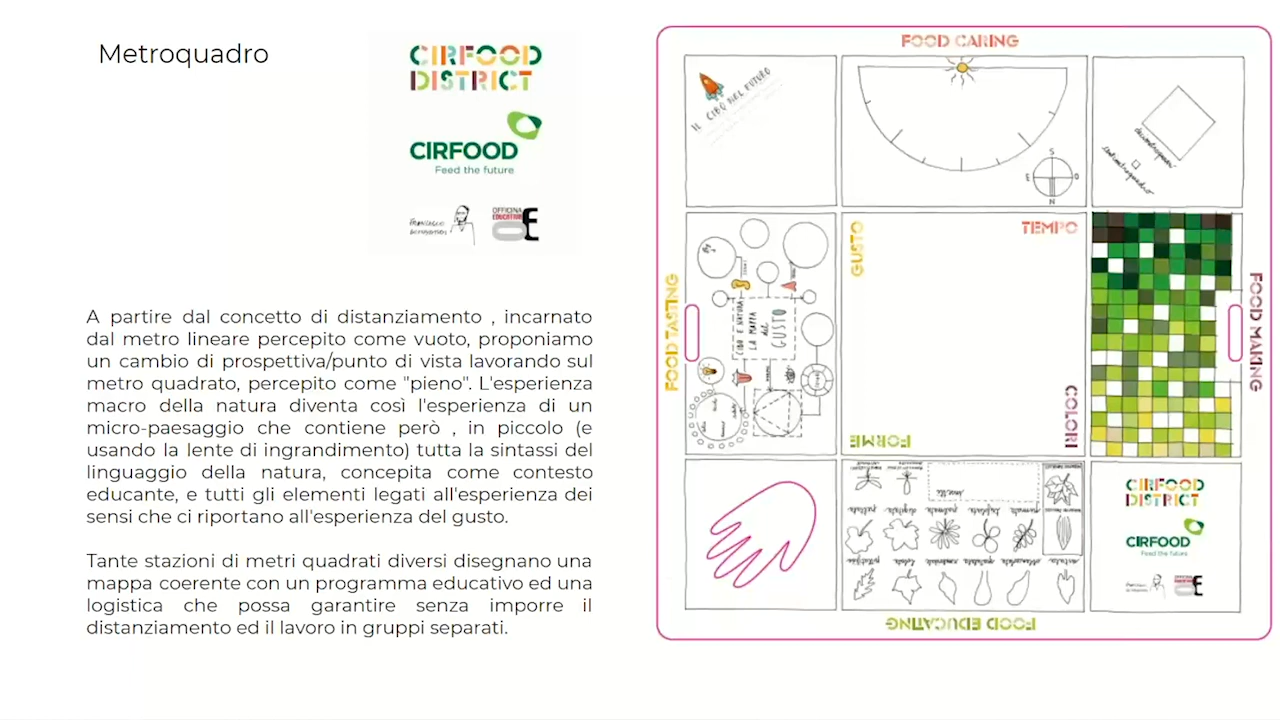 Metroquadro
CIRFOOD
DISTRICT
CIRFOOD
Feed the future
OFFICINA
EDUCATIVA
OE
A partire dal concetto di distanziamento , incarnato
dal metro lineare percepito come vuoto, proponiamo
un cambio di prospettiva/punto di vista lavorando sul
metro quadrato, percepito come "pieno". L'esperienza
macro della natura diventa così l'esperienza di un
micro-paesaggio che contiene però , in piccolo (e
usando la lente di ingrandimento) tutta la sintassi del
linguaggio della natura, concepita come contesto
educante, e tutti gli elementi legati all'esperienza dei
sensi che ci riportano all'esperienza del gusto.
Tante stazioni di metri quadrati diversi disegnano una
mappa coerente con un programma educativo ed una
logistica che possa garantire senza imporre il
distanziamento ed il lavoro in gruppi separati.
FOOD CARING
IL CIBO NEL FUTURO
S
E
O
N
centimetroquadro
FOOD TASTING
GUSTO
TEMPO
CIBO E NATURA
LA MAPPA
del
GUSTO
FORME
COLORI
FOOD MAKING
FOOD EDUCATING
CIRFOOD
DISTRICT
CIRFOOD
Feed the future